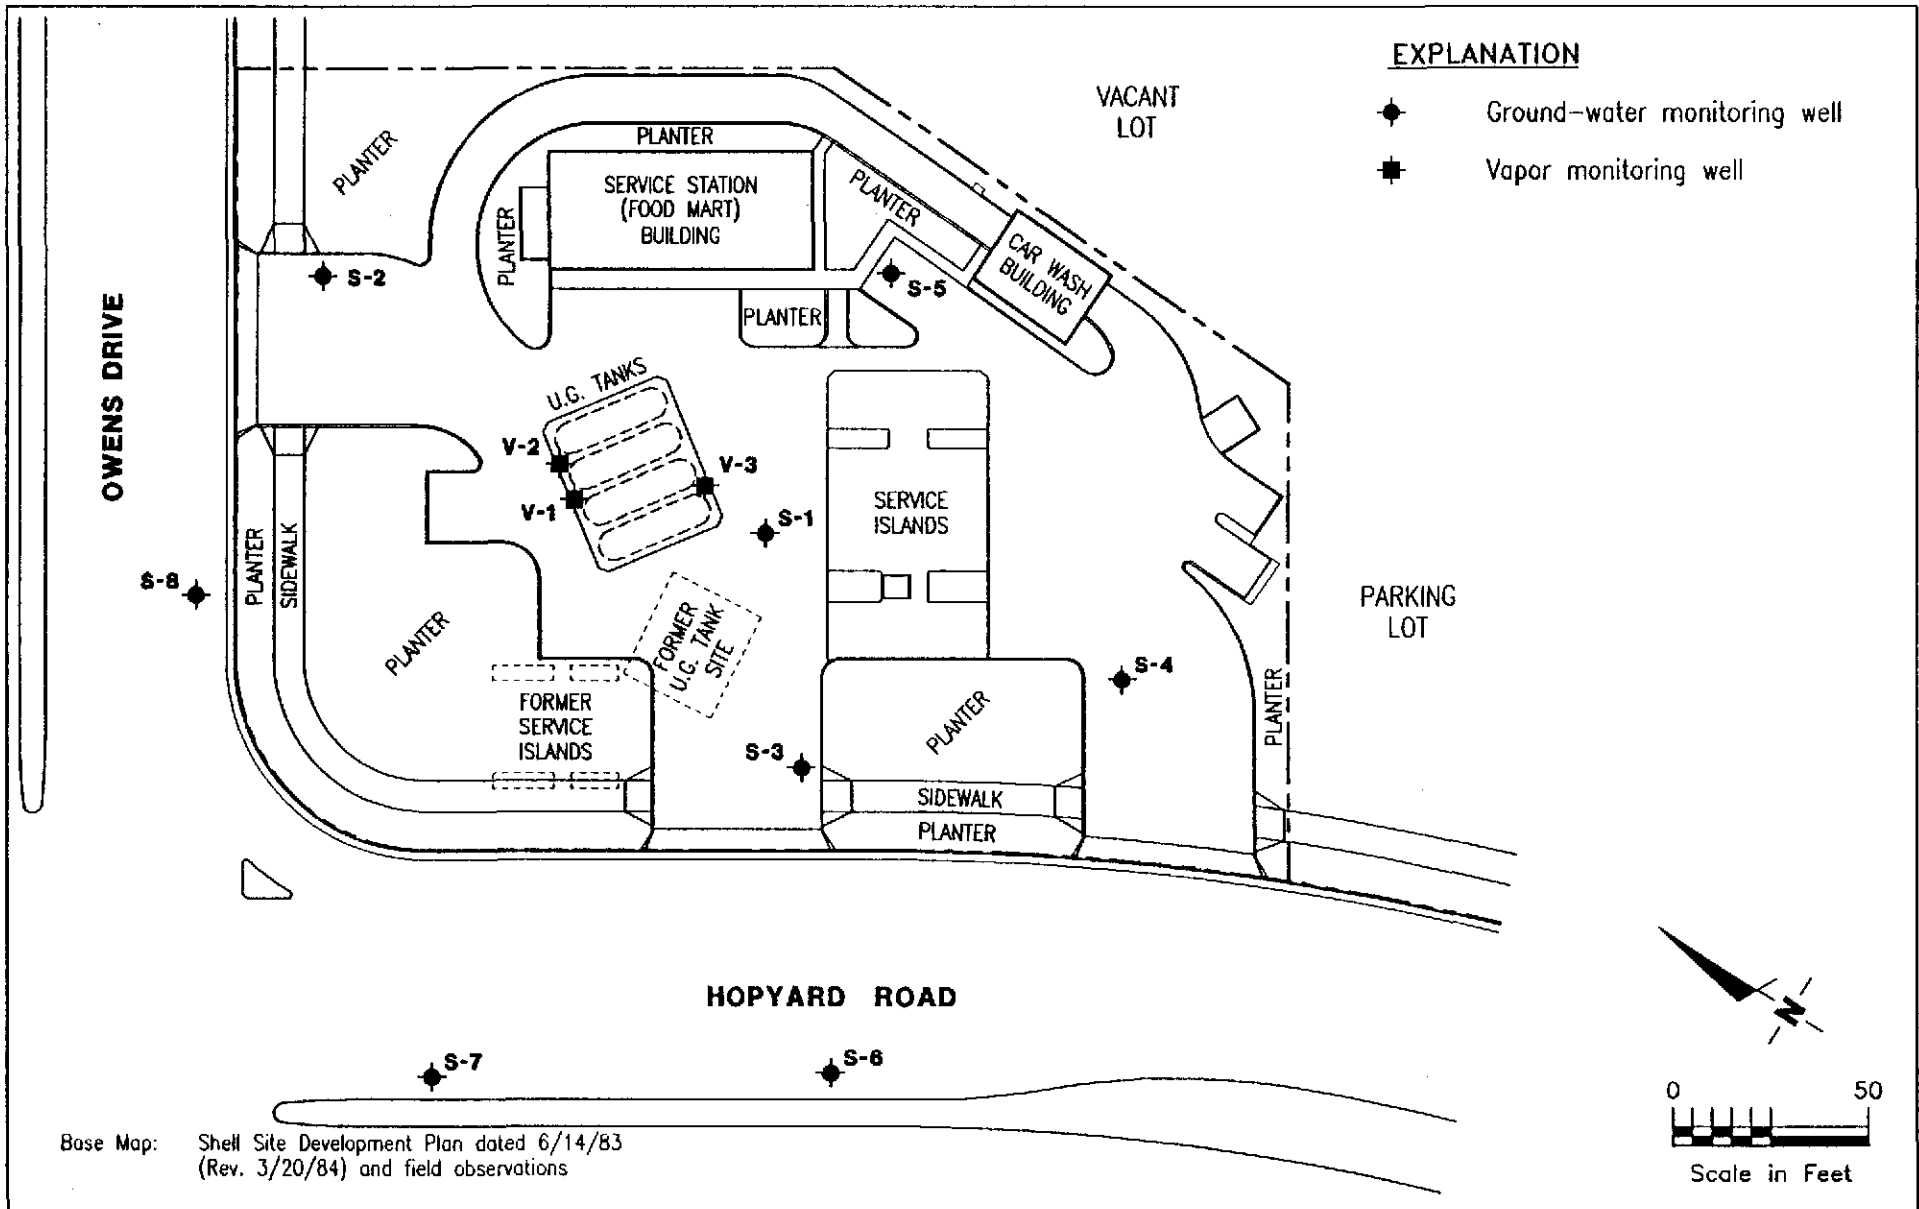 EXPLANATION
Ground-water monitoring well
Vapor monitoring well
VACANT
LOT
PLANTER
PLANTER
SERVICE STATION
(FOOD MART)
BUILDING
PLANTER
PLANTER
CAR WASH
BUILDING
S-2
S-5
PLANTER
OWENS DRIVE
U.G. TANKS
V-2
V-3
V-1
S-1
SERVICE
ISLANDS
PLANTER
SIDEWALK
S-8
PLANTER
FORMER
U.G. TANK
SITE
PARKING
LOT
S-4
PLANTER
FORMER
SERVICE
ISLANDS
PLANTER
S-3
SIDEWALK
PLANTER
HOPYARD ROAD
N
S-7
S-6
0 50
Scale in Feet
Base Map: Shell Site Development Plan dated 6/14/83
(Rev. 3/20/84) and field observations